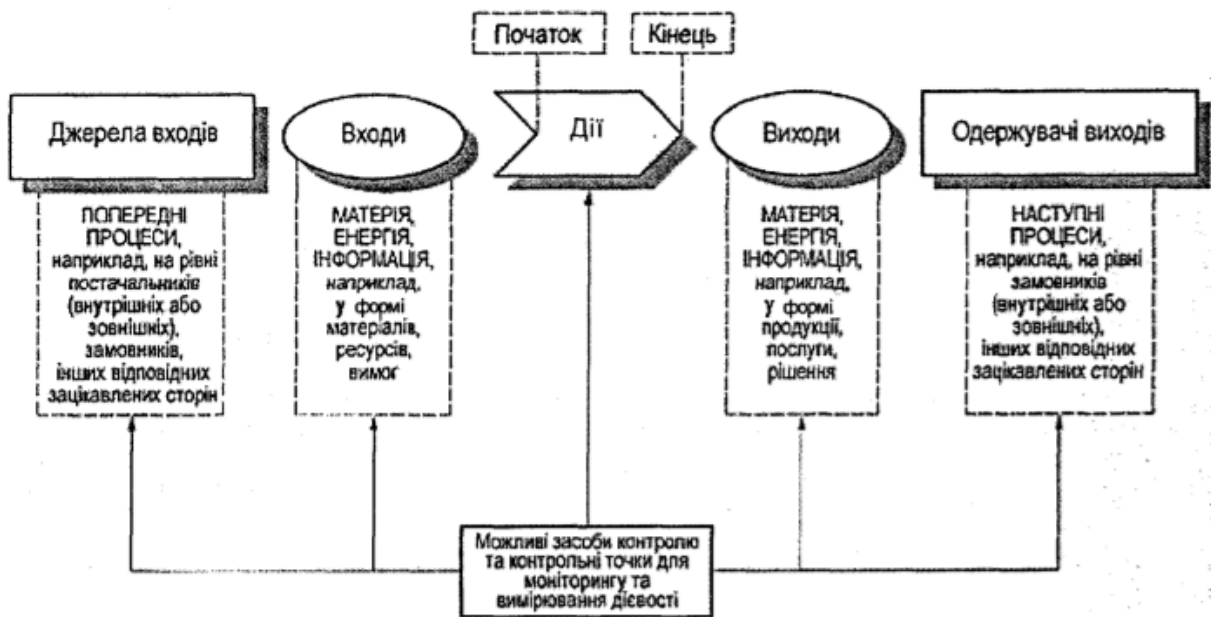 Початок
Кінець
Джерела входів
Входи
Дії
Виходи
Одержувачі виходів
ПОПЕРЕДНІ
ПРОЦЕСИ,
наприклад, на рівні
постачальників
(внутрішніх або
зовнішніх),
замовників,
інших відповідних
зацікавлених сторін
МАТЕРІЯ,
ЕНЕРГІЯ,
ІНФОРМАЦІЯ,
наприклад,
у формі
матеріалів,
ресурсів,
вимог
МАТЕРІЯ,
ЕНЕРГІЯ,
ІНФОРМАЦІЯ,
наприклад,
у формі
продукції,
послуги,
рішення
НАСТУПНІ
ПРОЦЕСИ,
наприклад, на рівні
замовників
(внутрішніх або
зовнішніх),
інших відповідних
зацікавлених сторін
Можливі засоби контролю
та контрольні точки для
моніторингу та
вимірювання дієвості